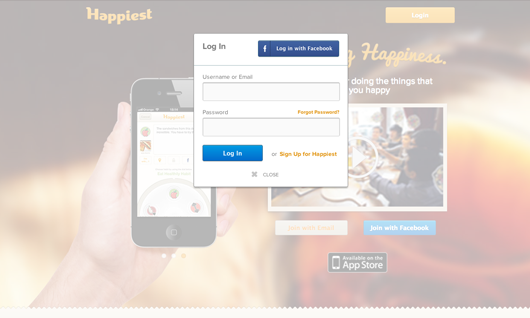 Happiest
Login
Log In
f Log in with Facebook
Happiness.
doing the things that
you happy
Username or Email
Password
Forgot Password?
Log In
or Sign Up for Happiest
CLOSE
Happiest
Join with Facebook
Available on the
App Store